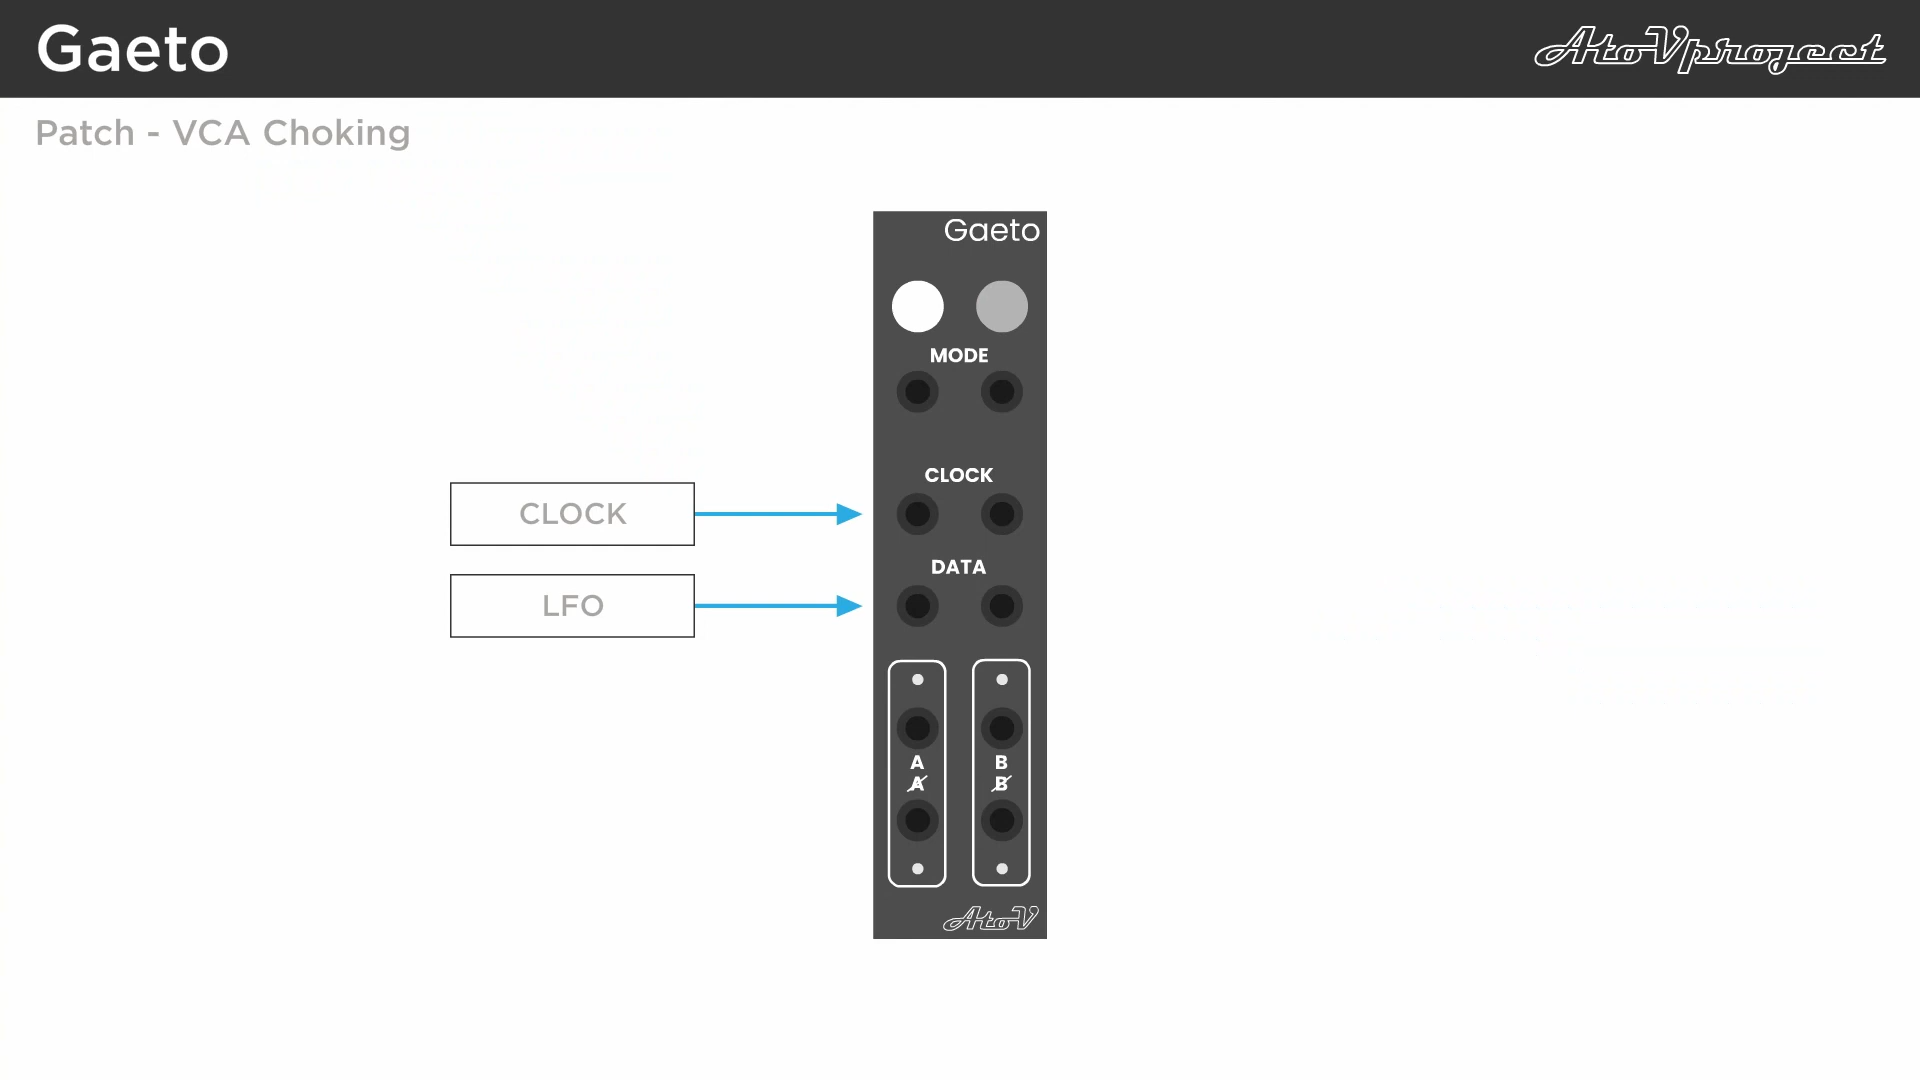 Gaeto
AtoVproject
Patch - VCA Choking
Gaeto
MODE
CLOCK
CLOCK
DATA
LFO
A
A
B
B
AtoV